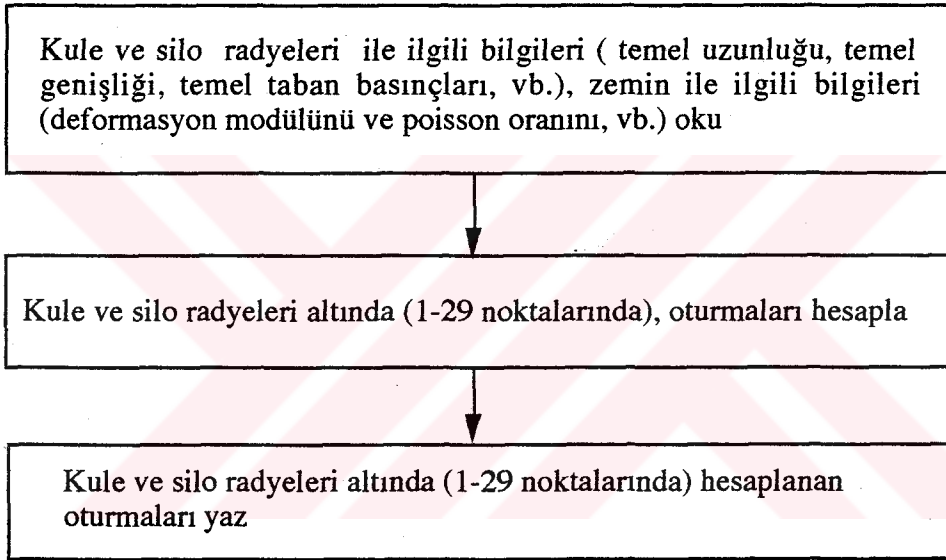 Kule ve silo radyeleri ile ilgili bilgileri ( temel uzunluğu, temel
genişliği, temel taban basınçları, vb.), zemin ile ilgili bilgileri
(deformasyon modülünü ve poisson oranını, vb.) oku
Kule ve silo radyeleri altında (1-29 noktalarında), oturmaları hesapla
Kule ve silo radyeleri altında (1-29 noktalarında) hesaplanan
oturmaları yaz